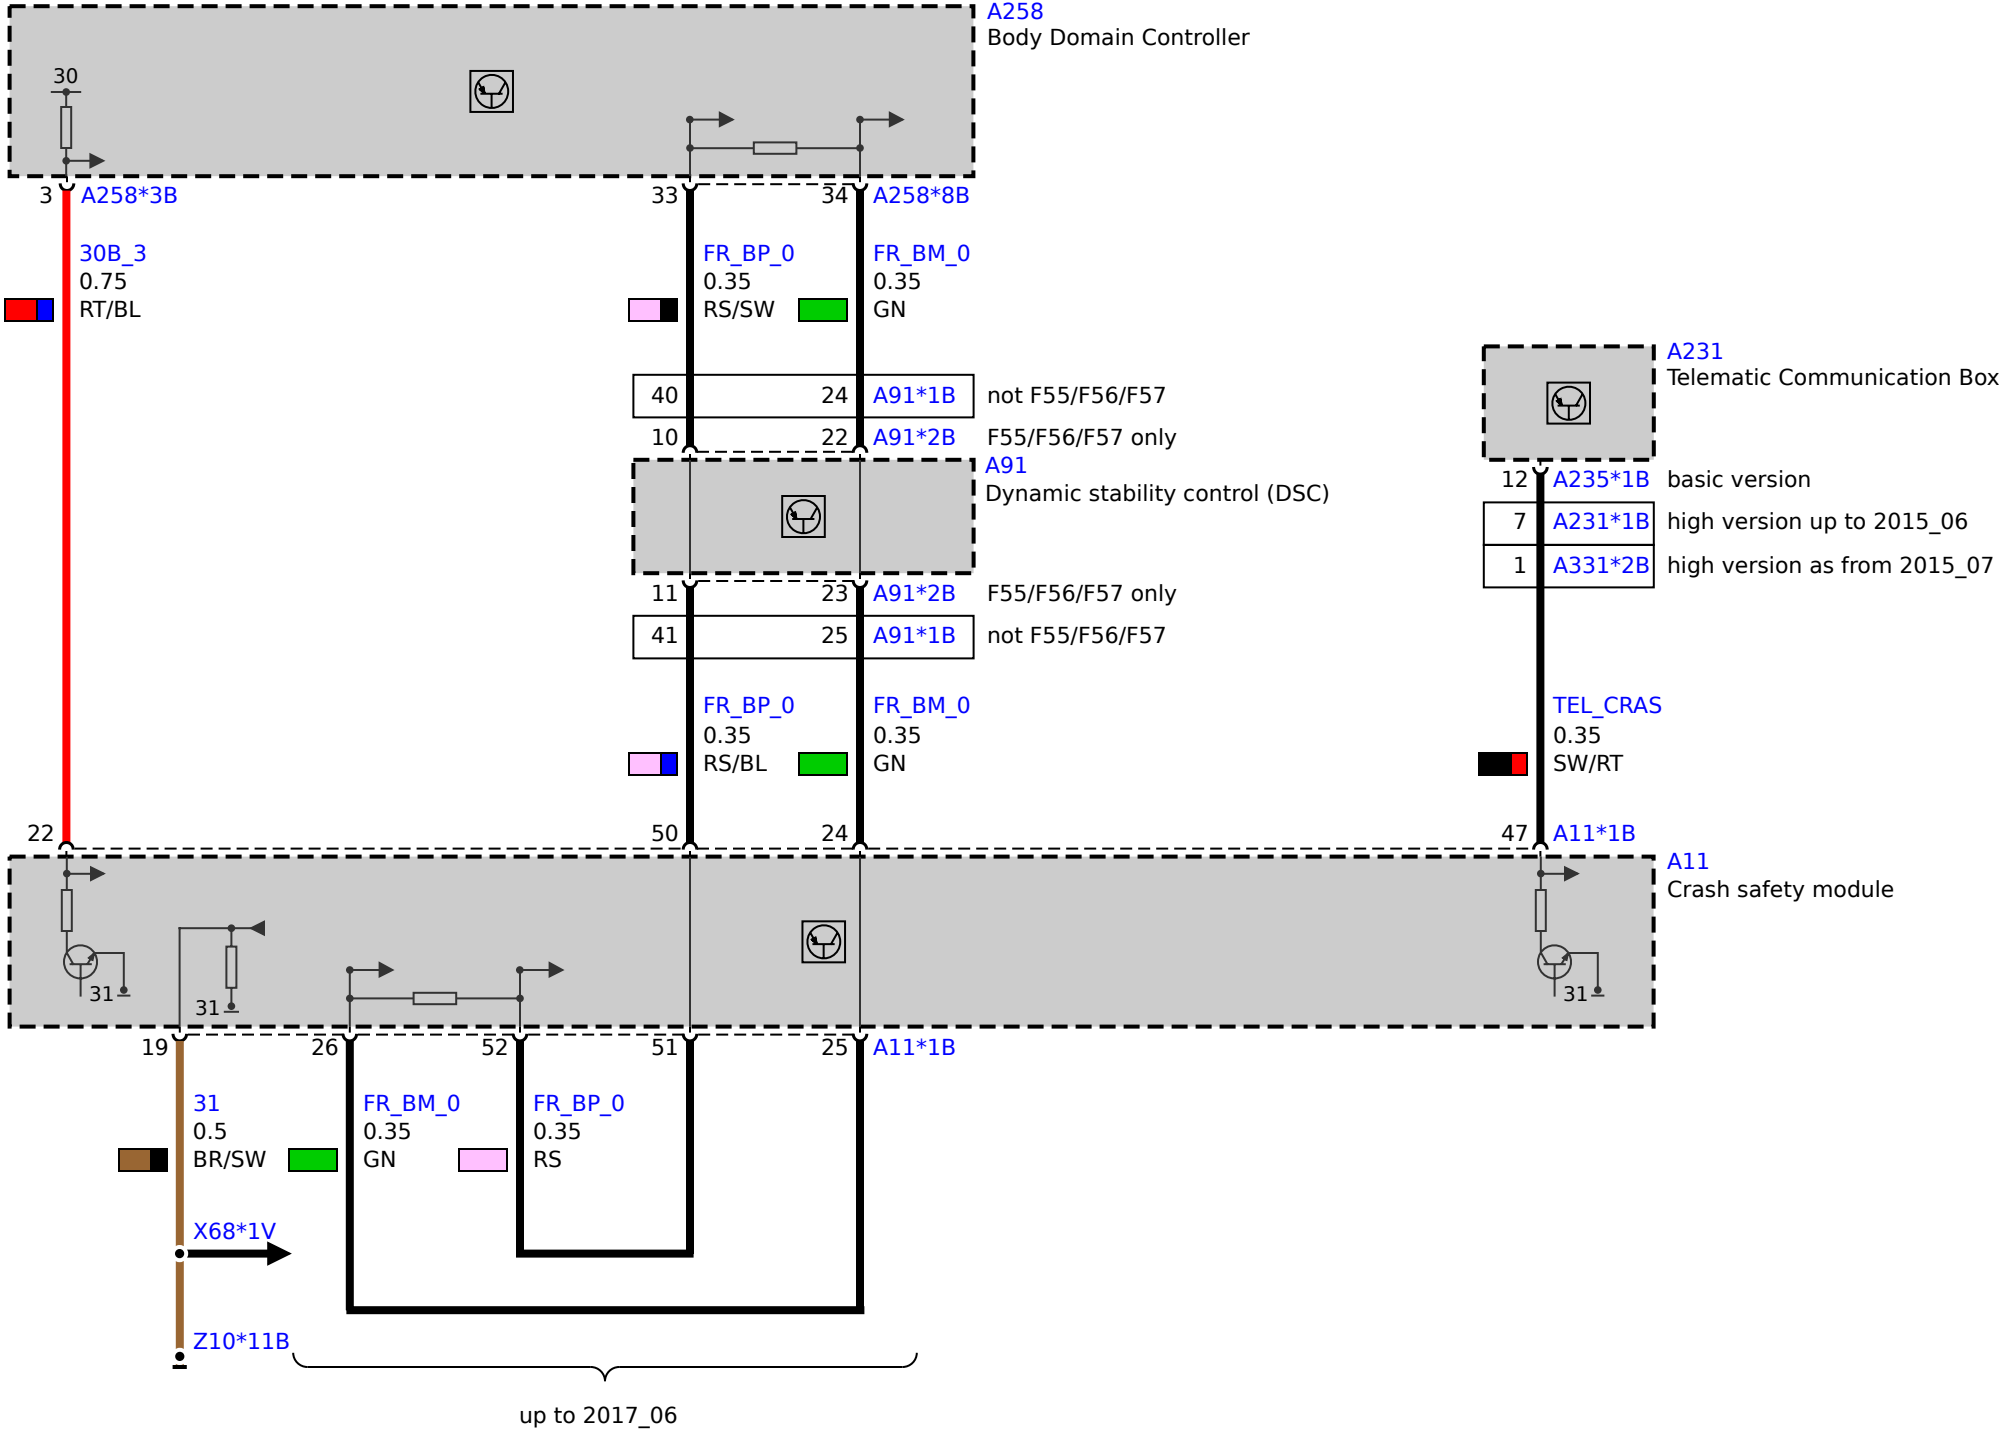 A258
Body Domain Controller
30
3 A258*3B 33 34 A258*8B
30B_3 FR_BP_0 FR_BM_0
0.75 0.35 0.35
RT/BL RS/SW GN
A231
Telematic Communication Box
40 24 A91*1B not F55/F56/F57
10 22 A91*2B F55/F56/F57 only
A91
Dynamic stability control (DSC)
12 A235*1B basic version
7 A231*1B high version up to 2015_06
1 A331*2B high version as from 2015_07
11 23 A91*2B F55/F56/F57 only
41 25 A91*1B not F55/F56/F57
FR_BP_0 FR_BM_0 TEL_CRAS
0.35 0.35 0.35
RS/BL GN SW/RT
22 50 24 47 A11*1B
A11
Crash safety module
31 31 31
19 26 52 51 25 A11*1B
31 FR_BM_0 FR_BP_0
0.5 0.35 0.35
BR/SW GN RS
X68*1V
Z10*11B
up to 2017_06